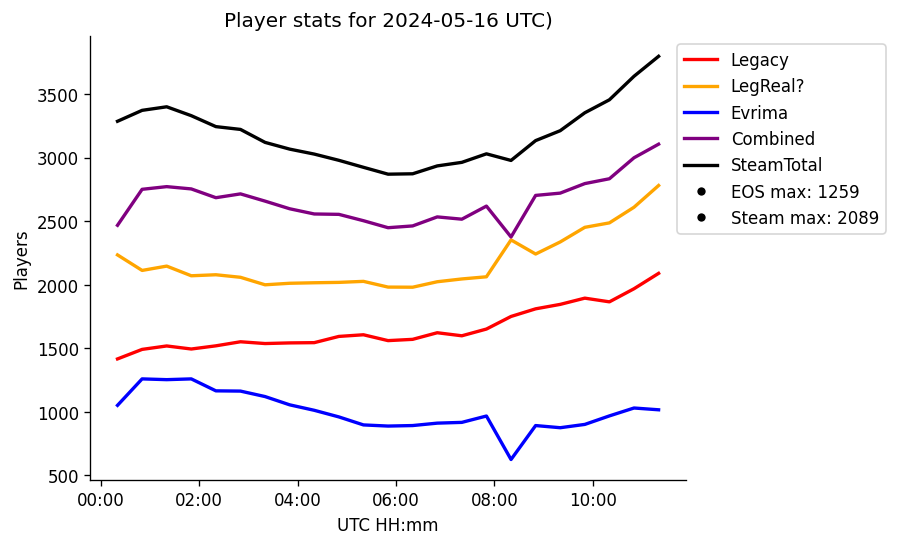 Player stats for 2024-05-16 UTC)
Legacy
LegReal?
Evrima
Combined
SteamTotal
EOS max: 1259
Steam max: 2089
Players
3500
3000
2500
2000
1500
1000
500
00:00 02:00 04:00 06:00 08:00 10:00
UTC HH:mm